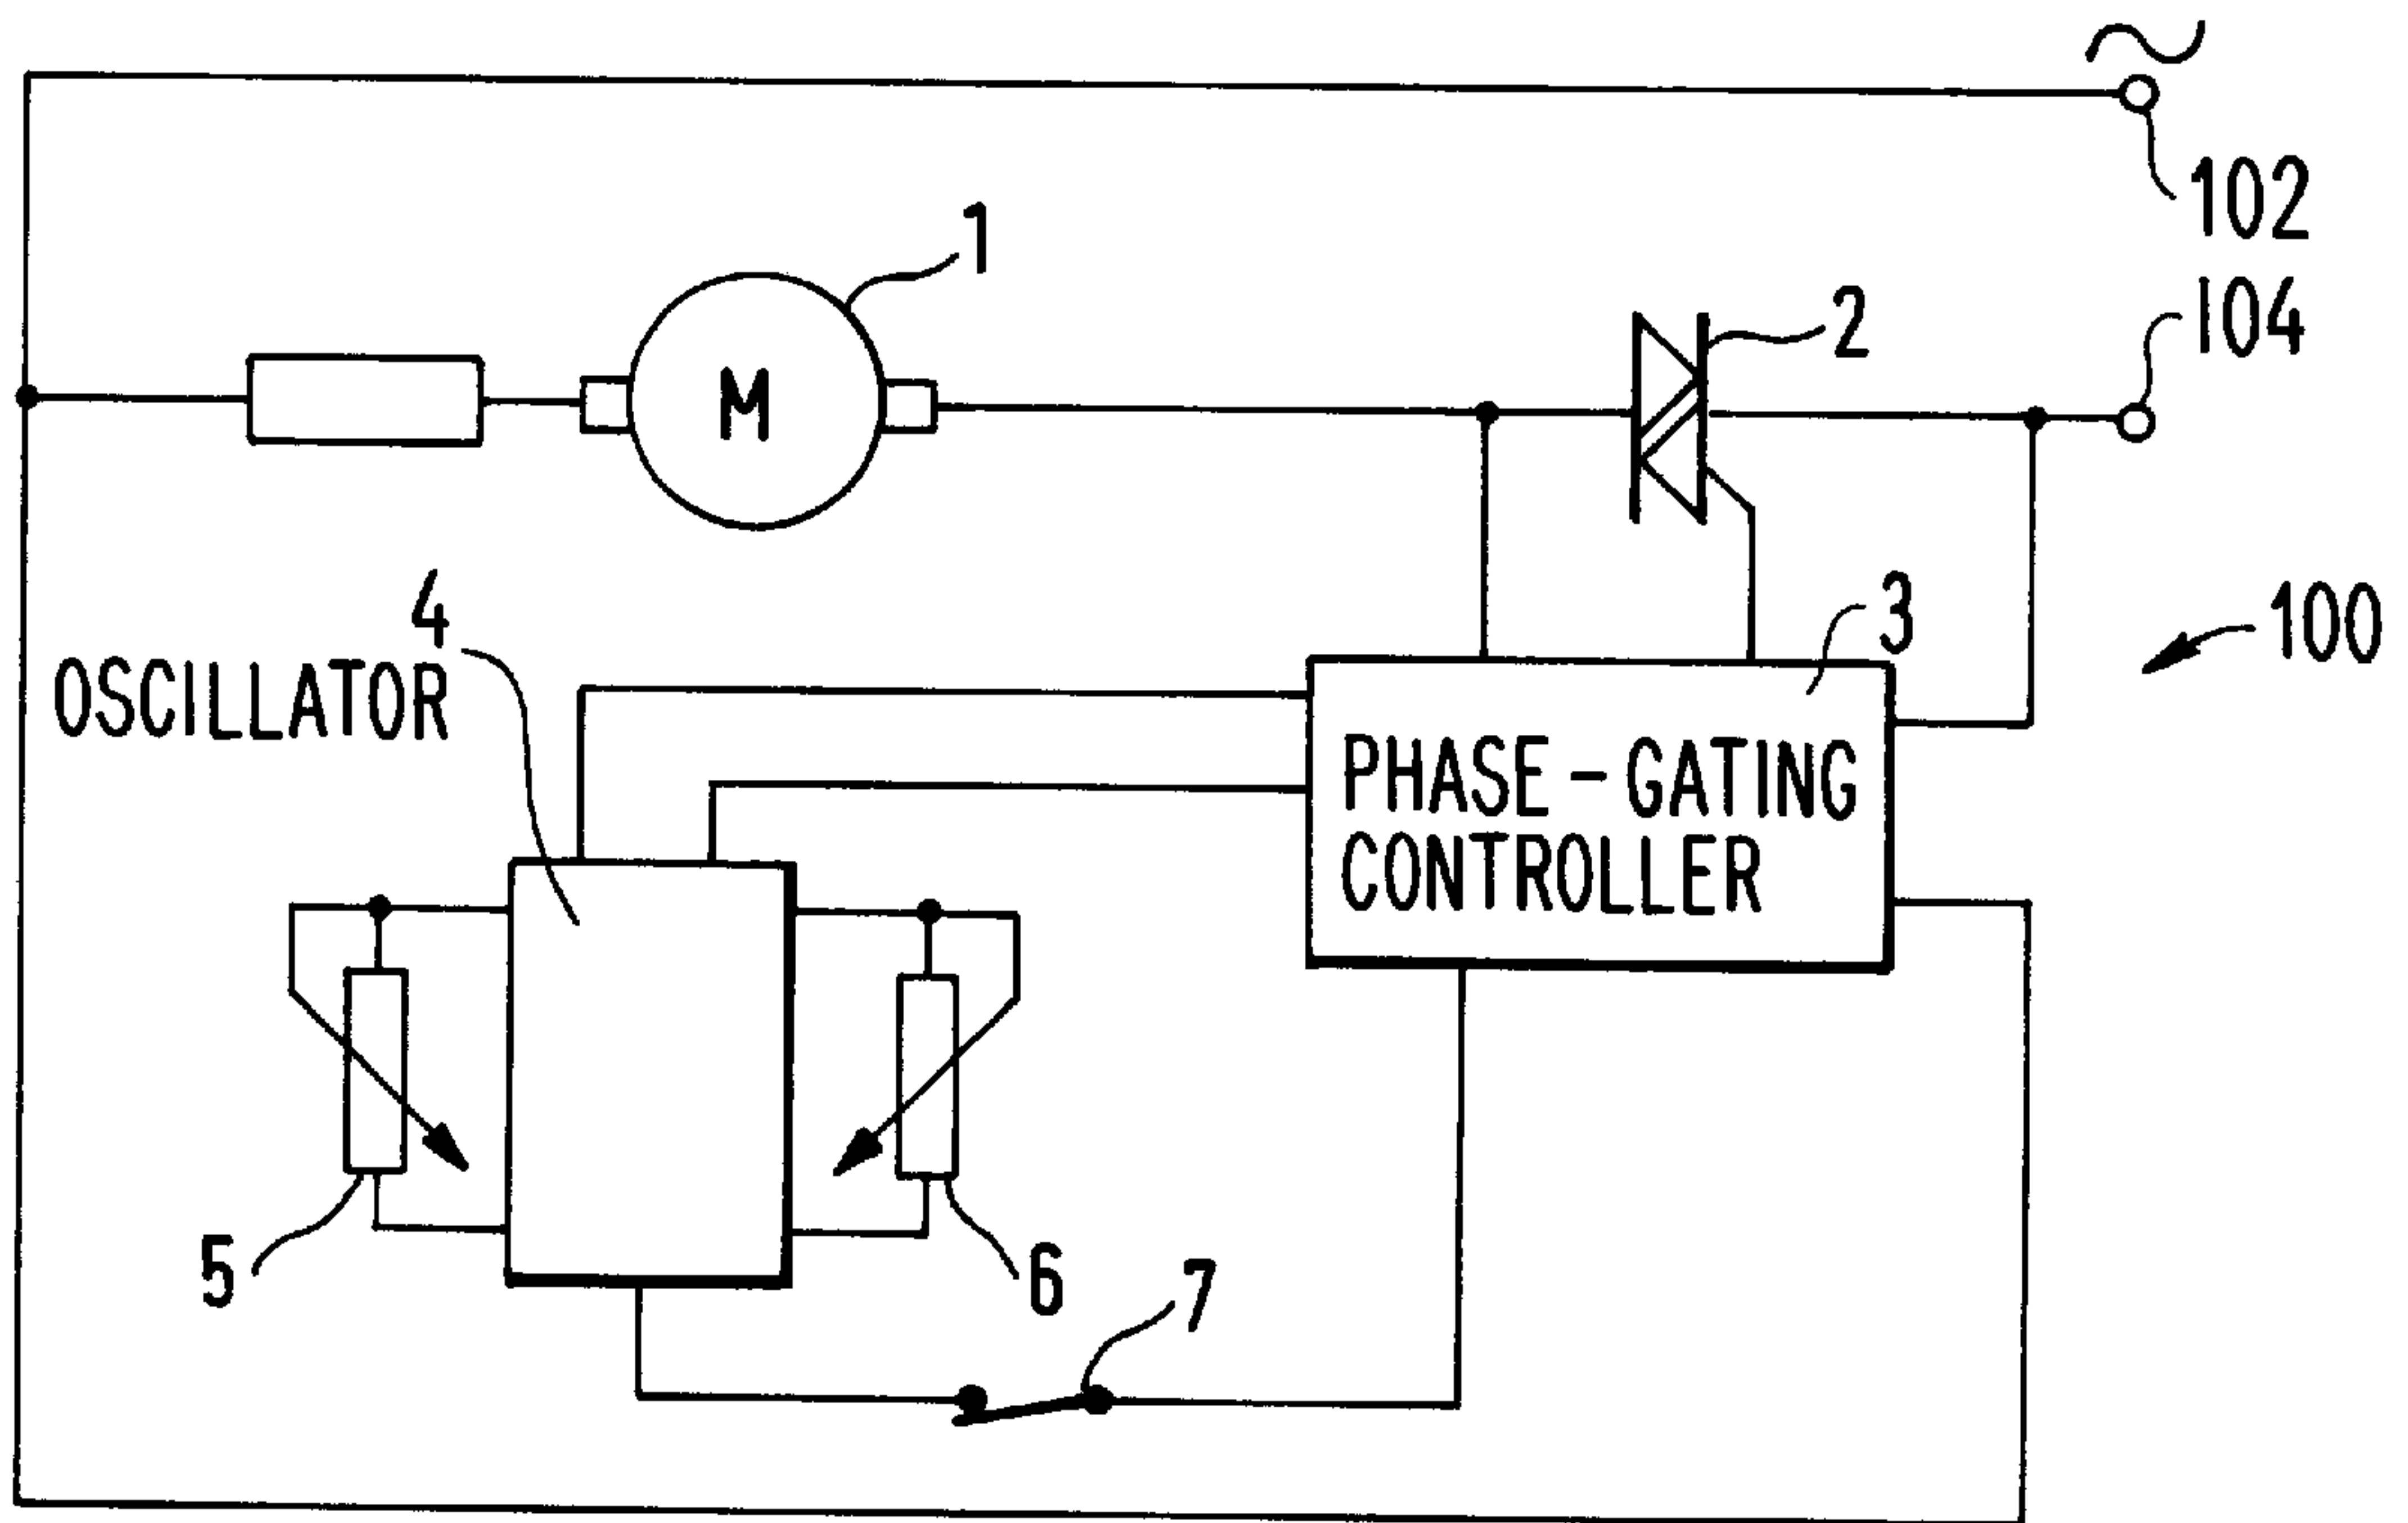 102
1
104
2
M
4
3
100
OSCILLATOR
PHASE-GATING
CONTROLLER
5
6
7